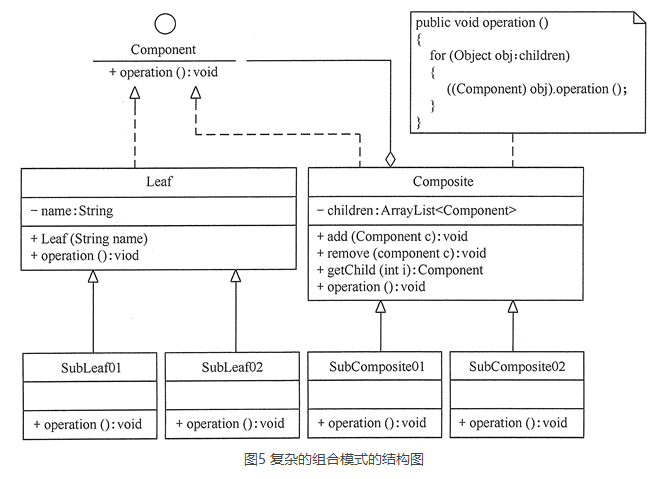 Component
+ operation ():void
public void operation ()
{
for (Object obj:children)
{
((Component) obj).operation ();
}
}
Leaf
− name:String
+ Leaf (String name)
+ operation ():viod
Composite
− children:ArrayList<Component>
+ add (Component c):void
+ remove (component c):void
+ getChild (int i):Component
+ operation ():void
SubLeaf01
+ operation ():void
SubLeaf02
+ operation ():void
SubComposite01
+ operation ():void
SubComposite02
+ operation ():void
图5 复杂的组合模式的结构图